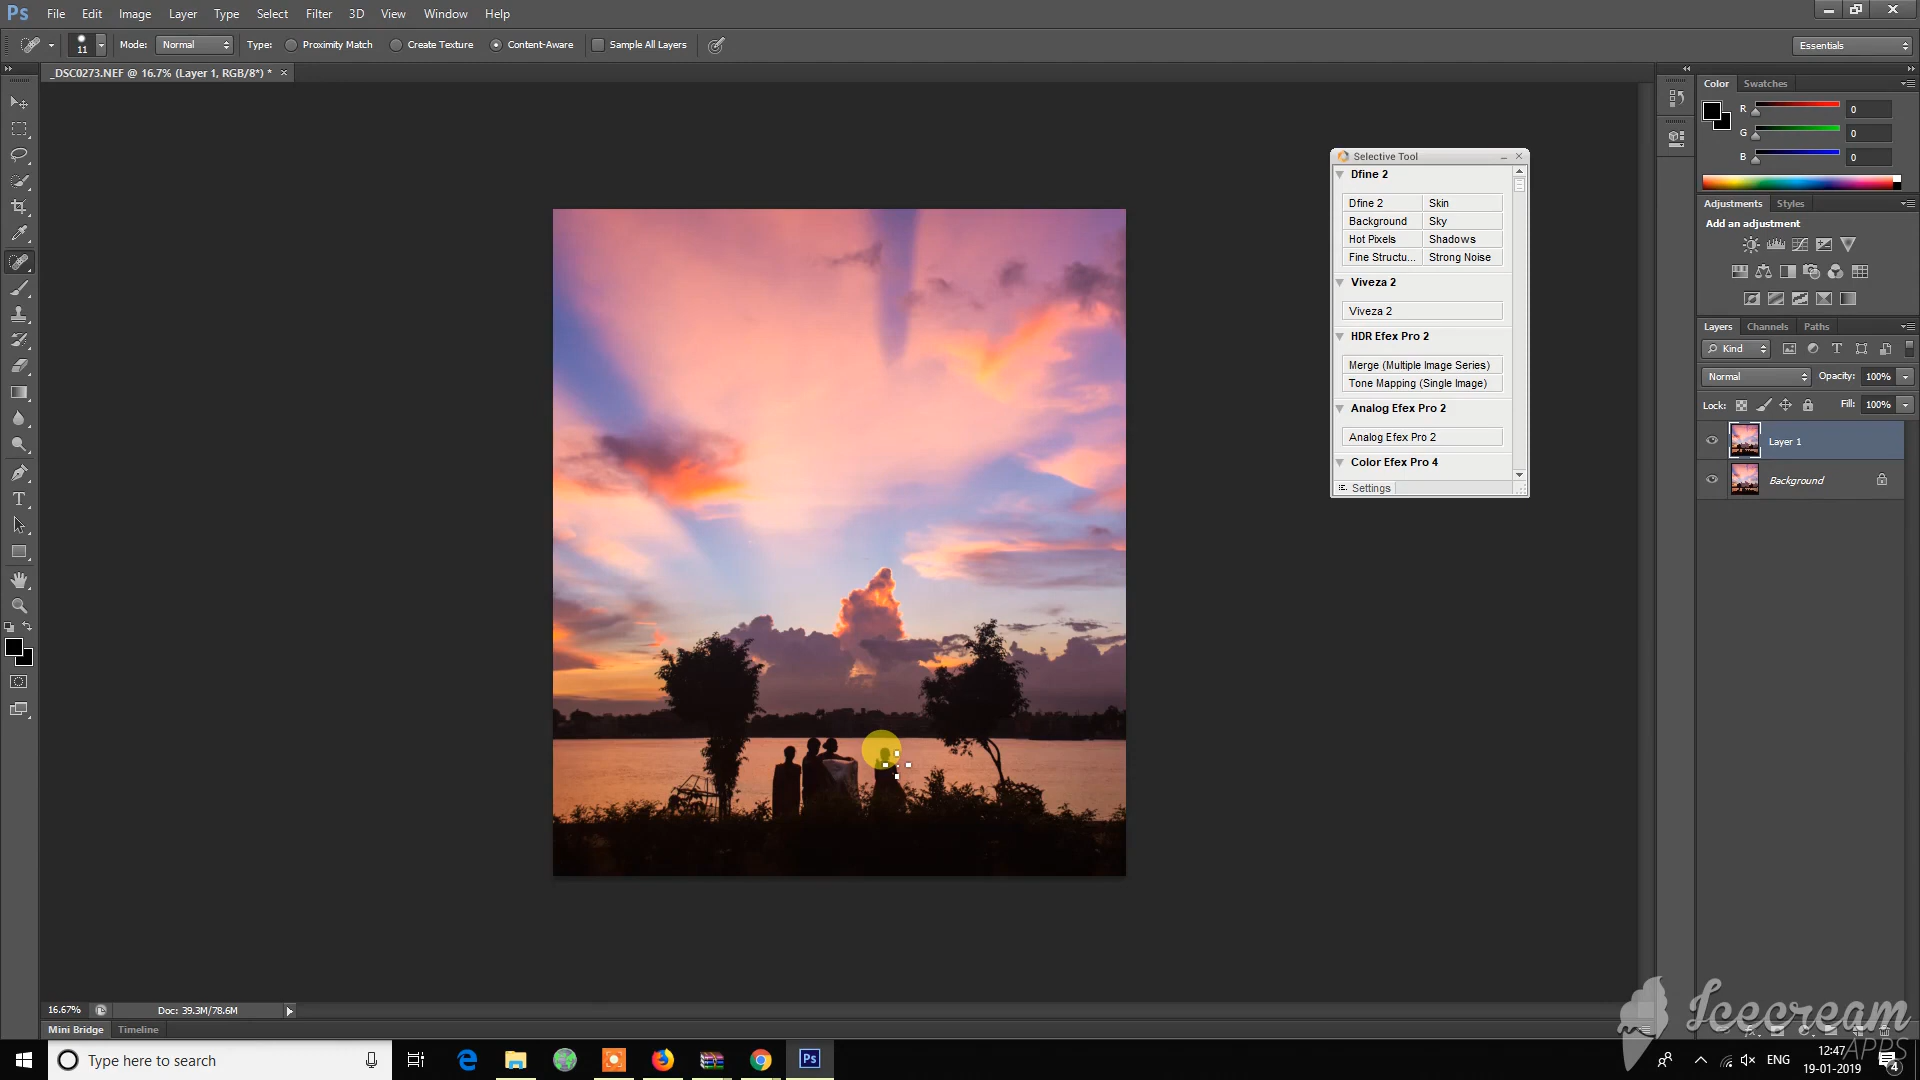 Ps File Edit Image Layer Type Select Filter 3D View Window Help
11 Mode: Normal Type: Proximity Match Create Texture Content-Aware Sample All Layers Essentials
_DSC0273.NEF @ 16.7% (Layer 1, RGB/8*) * ×
Color Swatches
R 0
G 0
B 0
Selective Tool
Dfine 2
Dfine 2 Skin
Background Sky
Hot Pixels Shadows
Fine Structu... Strong Noise
Viveza 2
Viveza 2
HDR Efex Pro 2
Merge (Multiple Image Series)
Tone Mapping (Single Image)
Analog Efex Pro 2
Analog Efex Pro 2
Color Efex Pro 4
Settings
Adjustments Styles
Add an adjustment
Layers Channels Paths
Kind
Normal Opacity: 100%
Lock: Fill: 100%
Layer 1
Background
16.67% Doc: 39.3M/78.6M
Mini Bridge Timeline
Icecream
APPS
Type here to search
Ps
ENG
12:47
19-01-2019
4